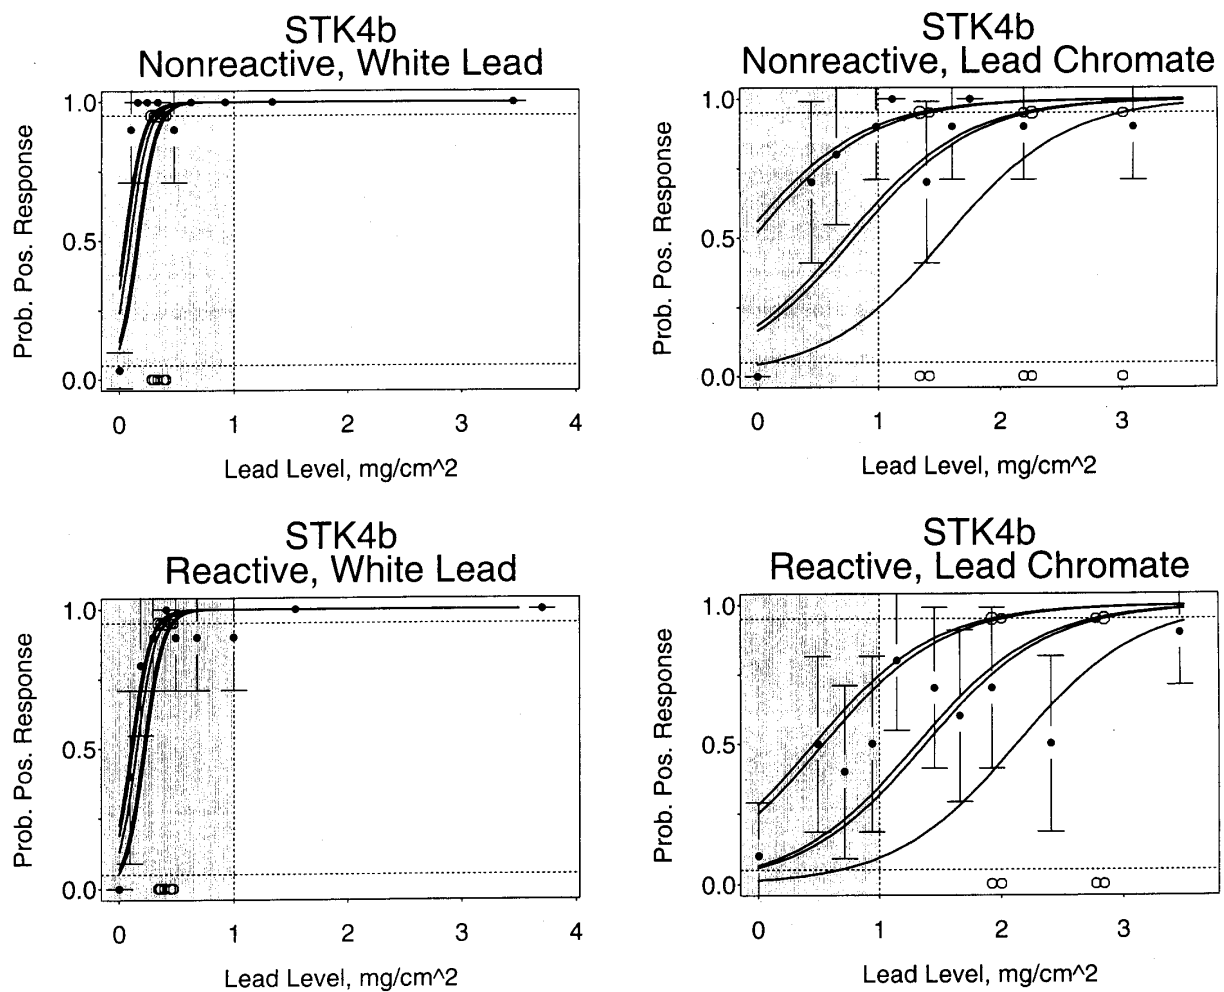 STK4b
Nonreactive, White Lead
Prob. Pos. Response
1.0
0.5
0.0
0 1 2 3 4
Lead Level, mg/cm^2
STK4b
Nonreactive, Lead Chromate
Prob. Pos. Response
1.0
0.5
0.0
0 1 2 3
Lead Level, mg/cm^2
STK4b
Reactive, White Lead
Prob. Pos. Response
1.0
0.5
0.0
0 1 2 3 4
Lead Level, mg/cm^2
STK4b
Reactive, Lead Chromate
Prob. Pos. Response
1.0
0.5
0.0
0 1 2 3
Lead Level, mg/cm^2